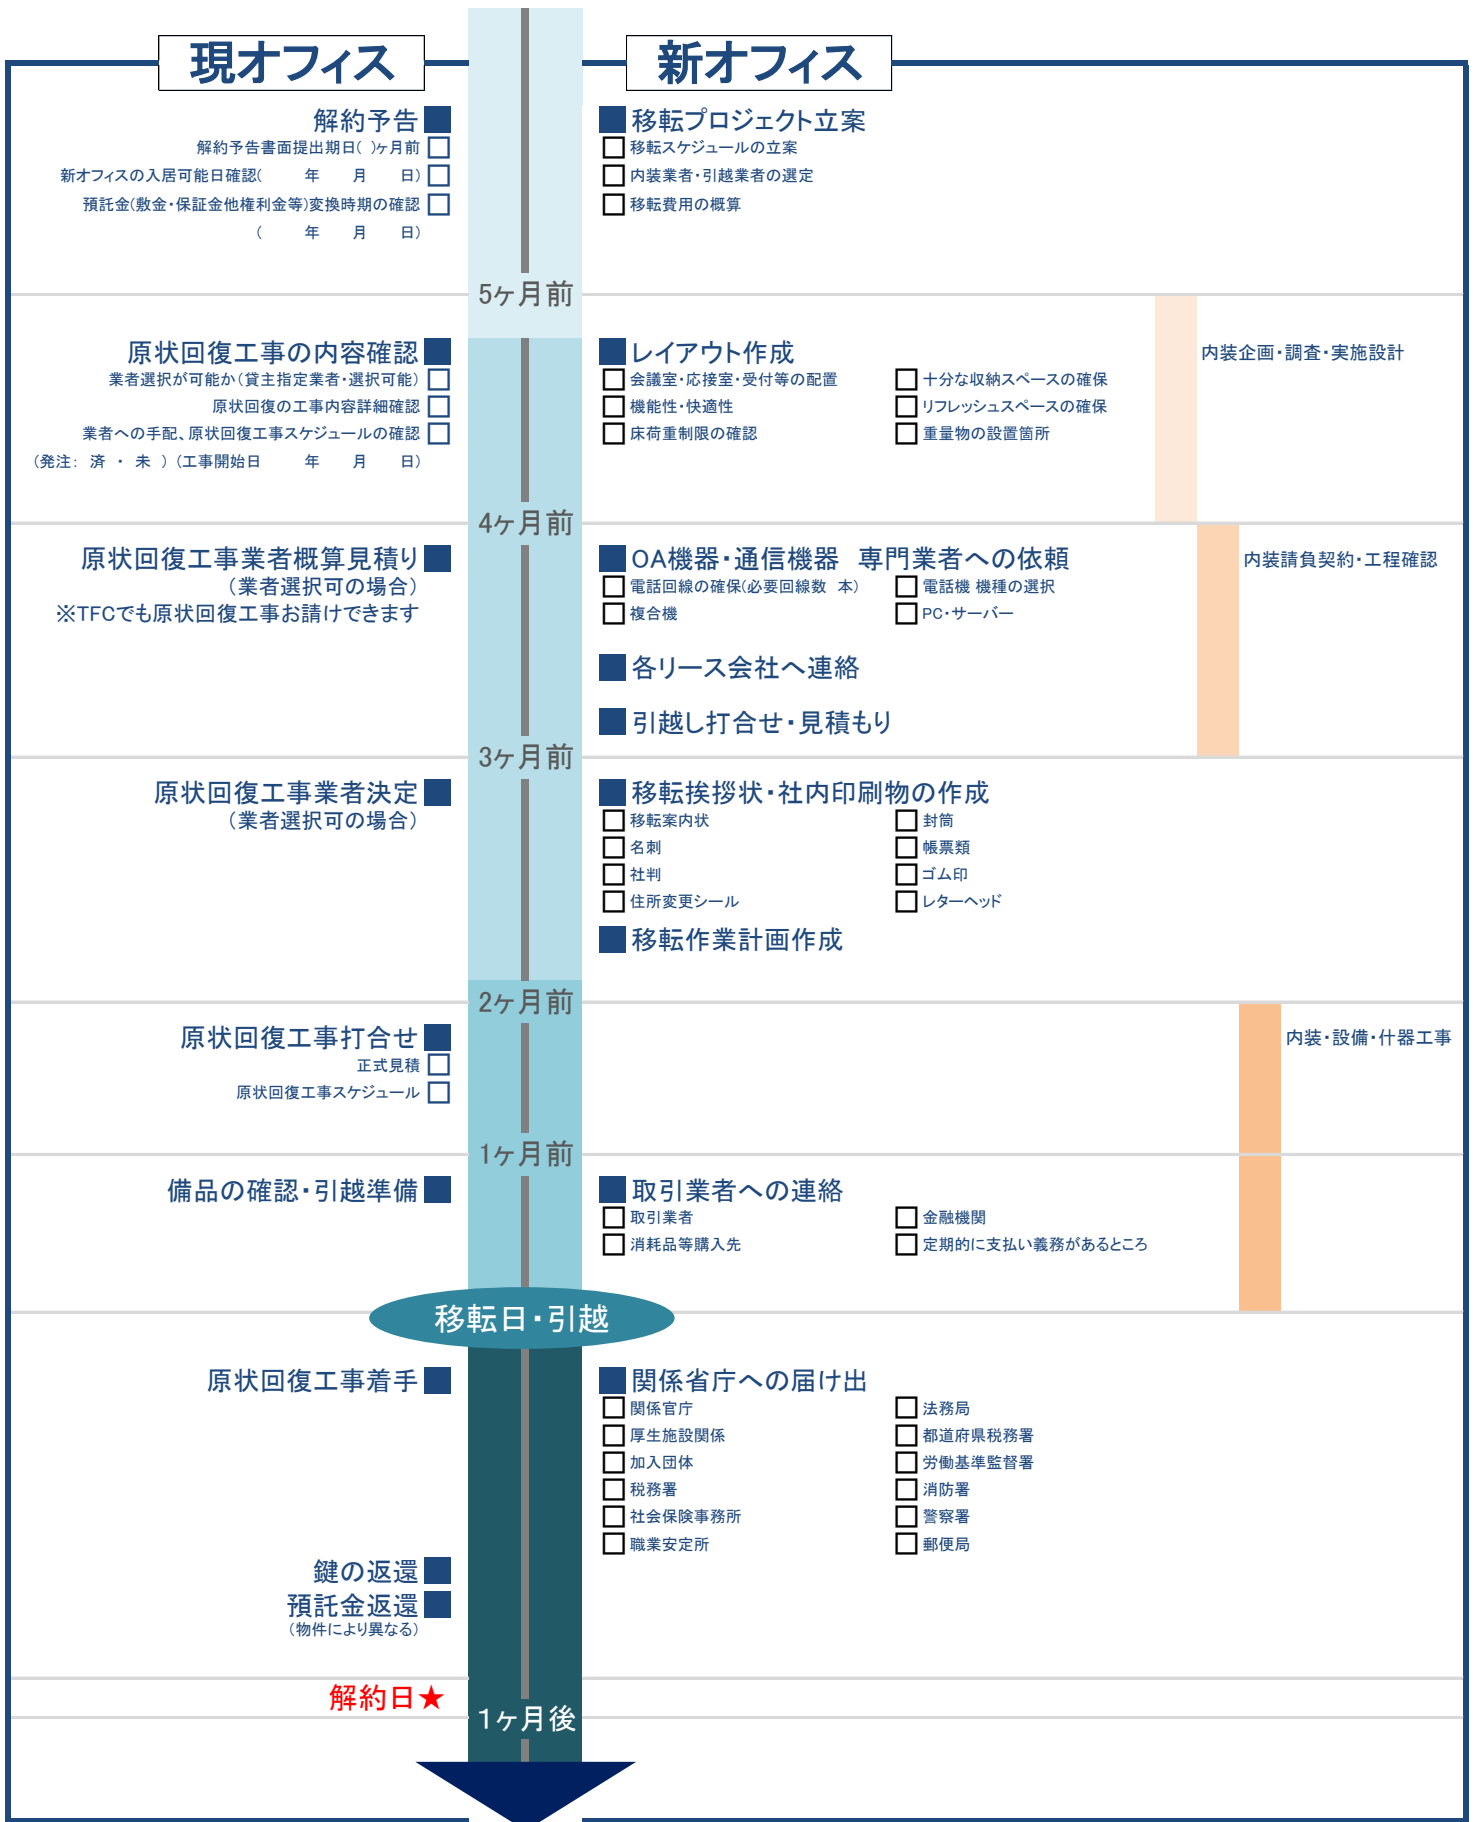 現オフィス
新オフィス
解約予告
解約予告書面提出期日( )ヶ月前
新オフィスの入居可能日確認(　　年　月　日)
預託金(敷金・保証金他権利金等)変換時期の確認
(　　年　月　日)
移転プロジェクト立案
移転スケジュールの立案
内装業者・引越業者の選定
移転費用の概算
5ヶ月前
原状回復工事の内容確認
業者選択が可能か(貸主指定業者・選択可能)
原状回復の工事内容詳細確認
業者への手配、原状回復工事スケジュールの確認
(発注: 済 ・ 未 ) (工事開始日　　年　月　日)
レイアウト作成
会議室・応接室・受付等の配置
十分な収納スペースの確保
機能性・快適性
リフレッシュスペースの確保
床荷重制限の確認
重量物の設置箇所
内装企画・調査・実施設計
4ヶ月前
原状回復工事業者概算見積り
(業者選択可の場合)
※TFCでも原状回復工事お請けできます
OA機器・通信機器　専門業者への依頼
電話回線の確保(必要回線数　本)
電話機 機種の選択
複合機
PC・サーバー
各リース会社へ連絡
引越し打合せ・見積もり
内装請負契約・工程確認
3ヶ月前
原状回復工事業者決定
(業者選択可の場合)
移転挨拶状・社内印刷物の作成
移転案内状
封筒
名刺
帳票類
社判
ゴム印
住所変更シール
レターヘッド
移転作業計画作成
2ヶ月前
原状回復工事打合せ
正式見積
原状回復工事スケジュール
内装・設備・什器工事
1ヶ月前
備品の確認・引越準備
取引業者への連絡
取引業者
金融機関
消耗品等購入先
定期的に支払い義務があるところ
移転日・引越
原状回復工事着手
関係省庁への届け出
関係官庁
法務局
厚生施設関係
都道府県税務署
加入団体
労働基準監督署
税務署
消防署
社会保険事務所
警察署
職業安定所
郵便局
鍵の返還
預託金返還
(物件により異なる)
解約日★
1ヶ月後